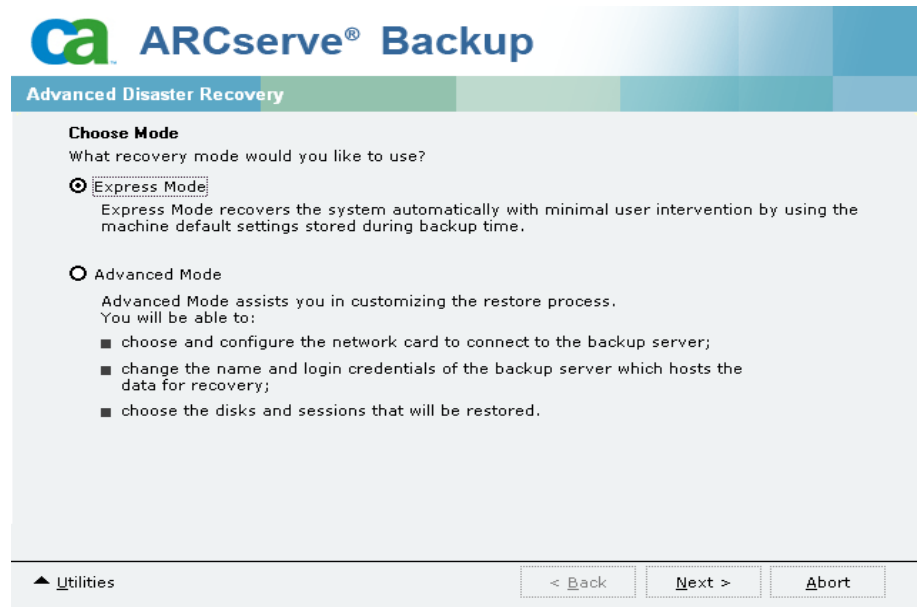 ca ARCserve® Backup
Advanced Disaster Recovery
Choose Mode
What recovery mode would you like to use?
Express Mode
Express Mode recovers the system automatically with minimal user intervention by using the
machine default settings stored during backup time.
Advanced Mode
Advanced Mode assists you in customizing the restore process.
You will be able to:
■ choose and configure the network card to connect to the backup server;
■ change the name and login credentials of the backup server which hosts the
data for recovery;
■ choose the disks and sessions that will be restored.
Utilities < Back Next > Abort